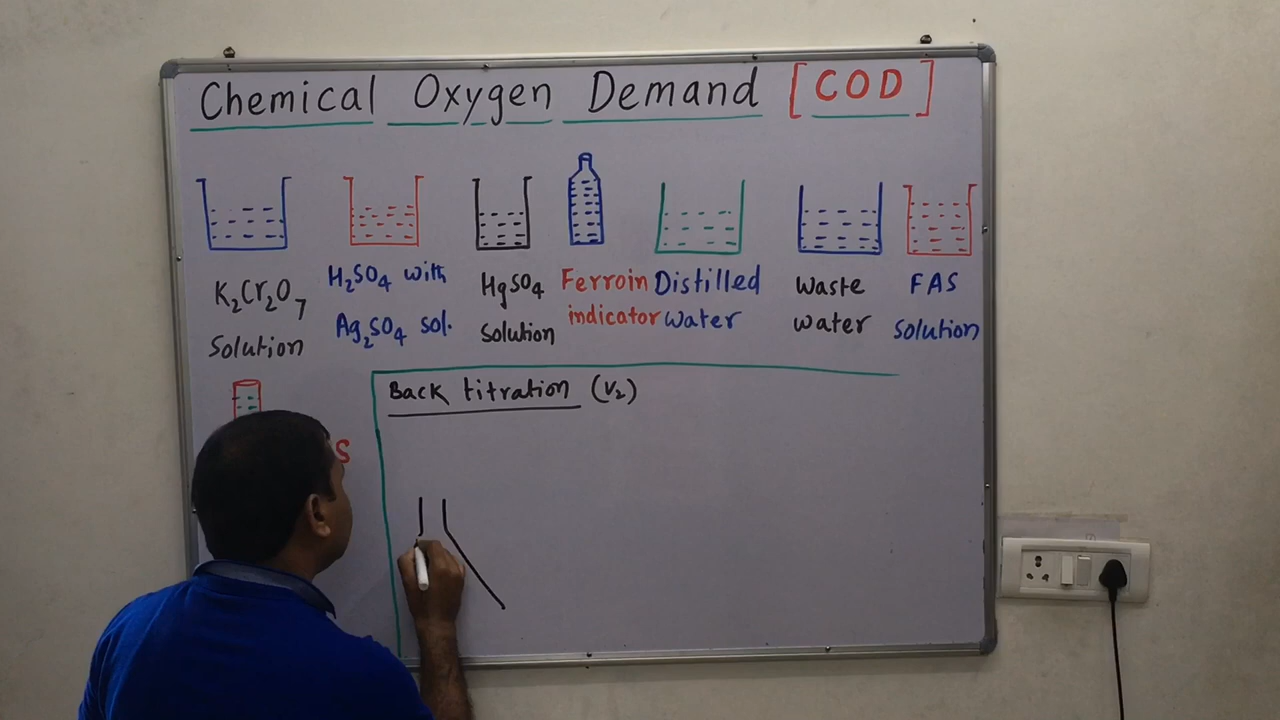 Chemical Oxygen Demand [COD]
K₂Cr₂O₇
Solution
H₂SO₄ with
Ag₂SO₄ sol.
HgSO₄
Solution
Ferroin
indicator
Distilled
Water
Waste
water
FAS
Solution
S
Back titration (V₂)